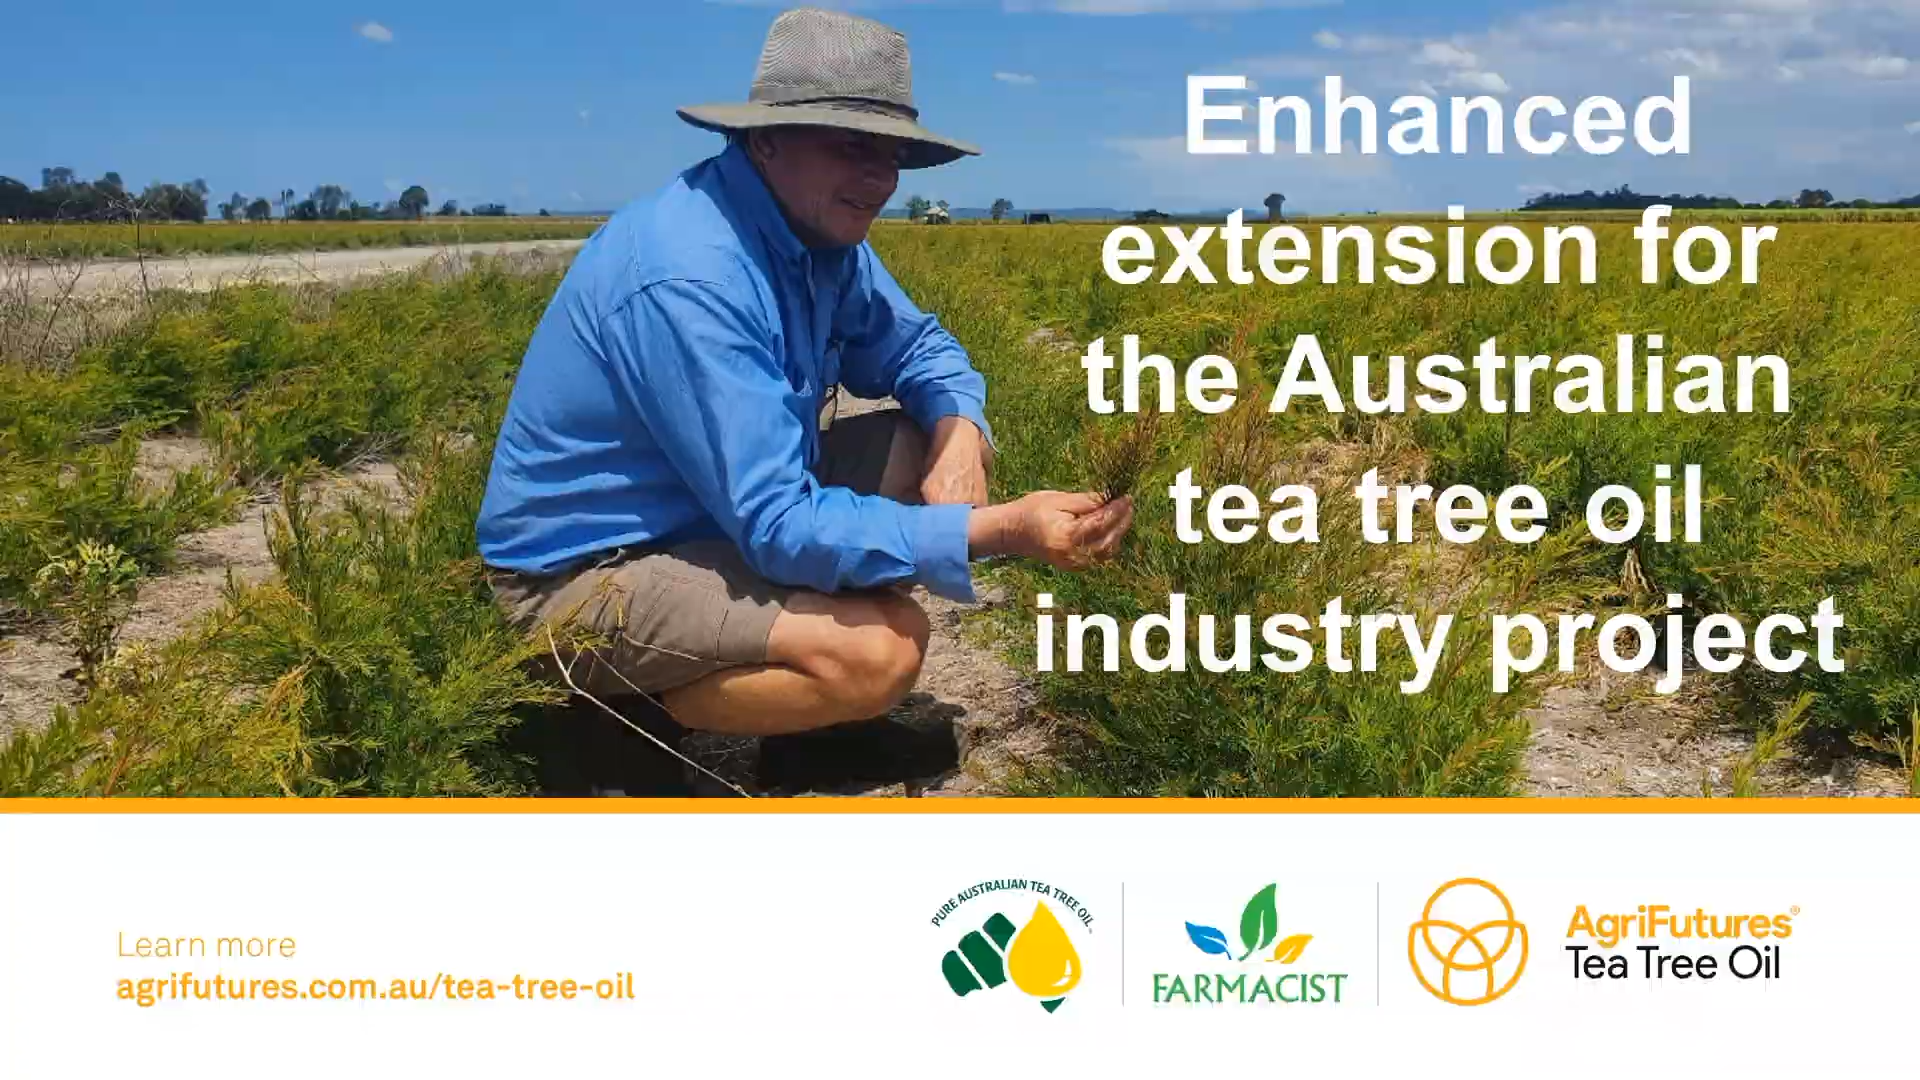 Enhanced
extension for
the Australian
tea tree oil
industry project
Learn more
agrifutures.com.au/tea-tree-oil
PURE AUSTRALIAN TEA TREE OIL
FARMACIST
AgriFutures®
Tea Tree Oil